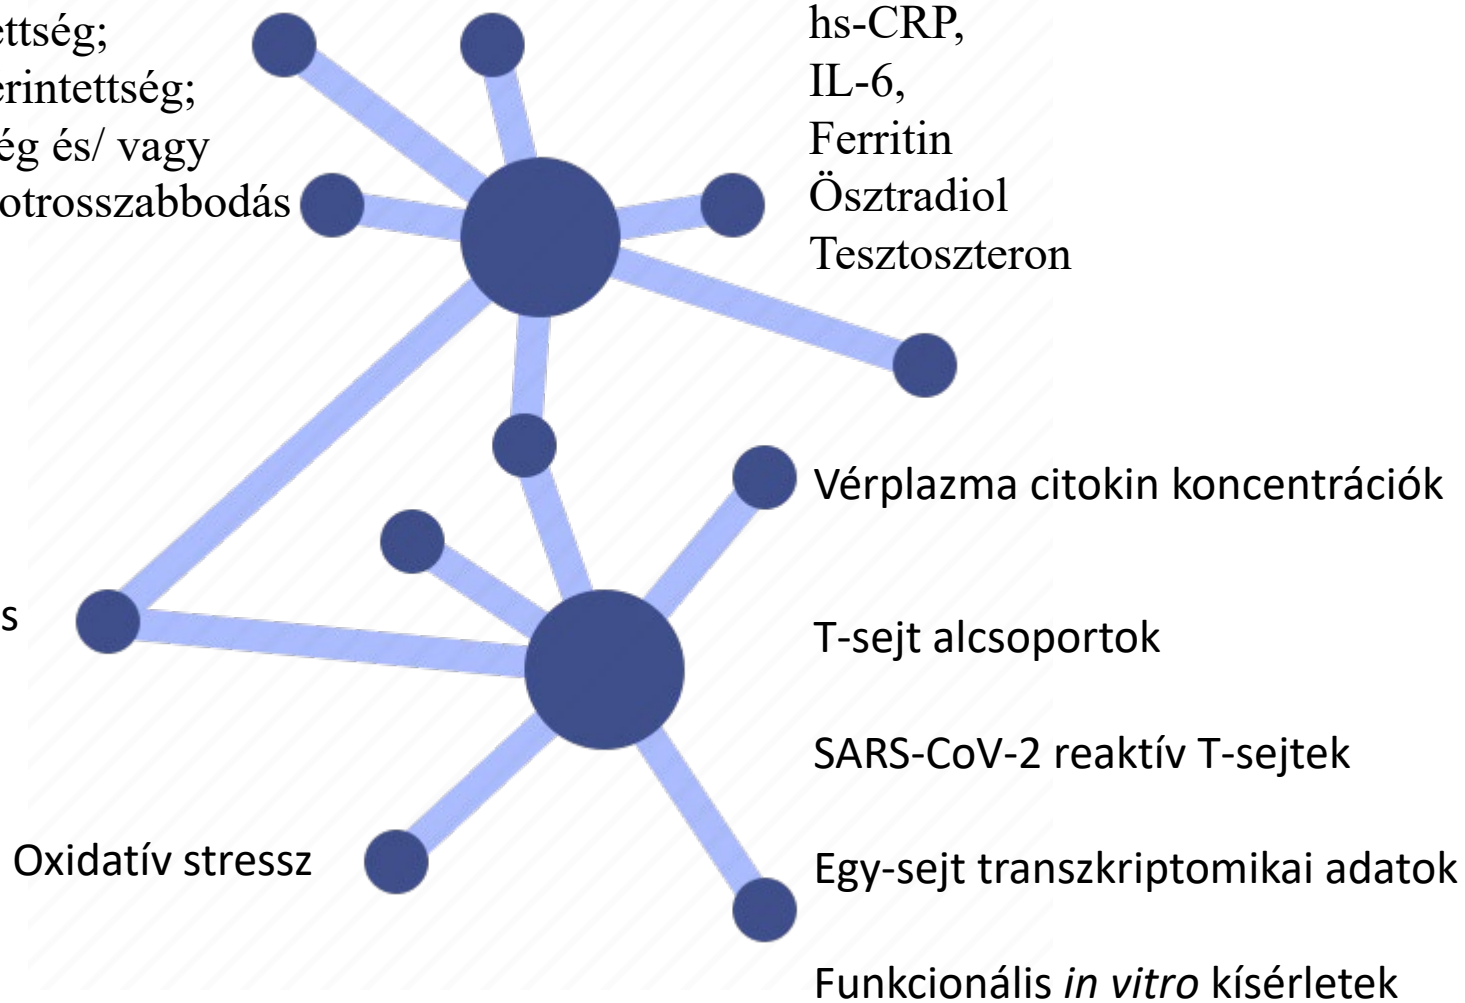 ettség;
erintettség;
ég és/ vagy
otrosszabbodás
hs-CRP,
IL-6,
Ferritin
Ösztradiol
Tesztoszteron
Vérplazma citokin koncentrációk
s
T-sejt alcsoportok
SARS-CoV-2 reaktív T-sejtek
Oxidatív stressz
Egy-sejt transzkriptomikai adatok
Funkcionális in vitro kísérletek